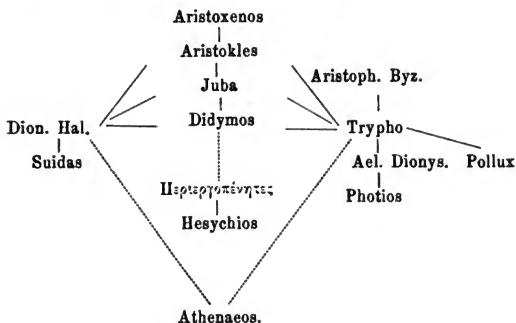 Aristoxenos
Aristokles
Aristoph. Byz.
Juba
Dion. Hal. Didymos Trypho
Suidas Ael. Dionys. Pollux
Περιεργοπένητες Photios
Hesychios
Athenaeos.